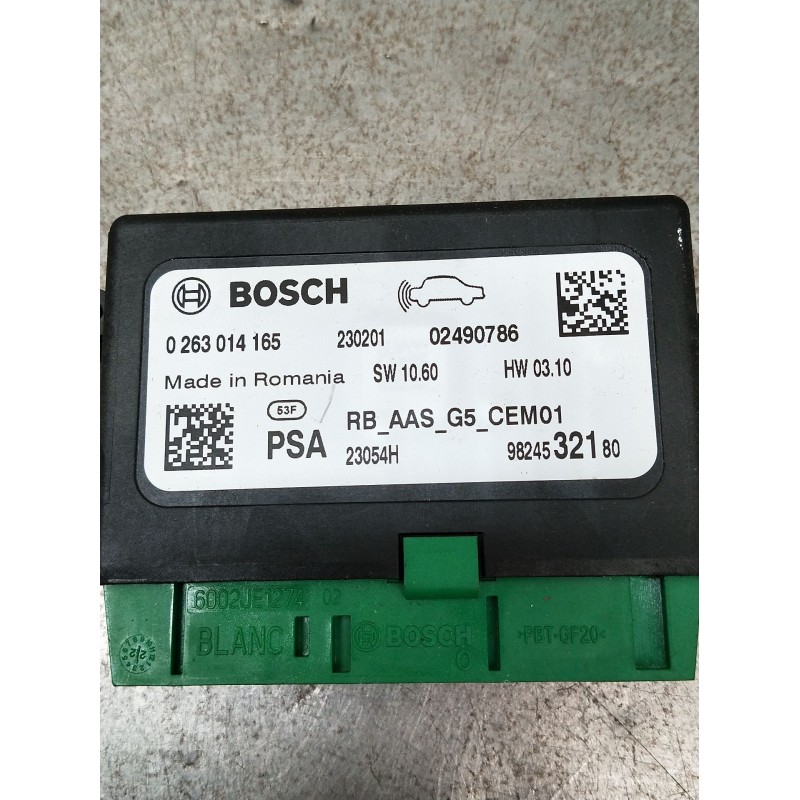 BOSCH
0 263 014 165 230201 02490786
Made in Romania SW 10.60 HW 03.10
53F
RB_AAS_G5_CEM01
PSA 23054H 98245 321 80
6002JE1274 02
BLANC BOSCH >PBT-GF20<